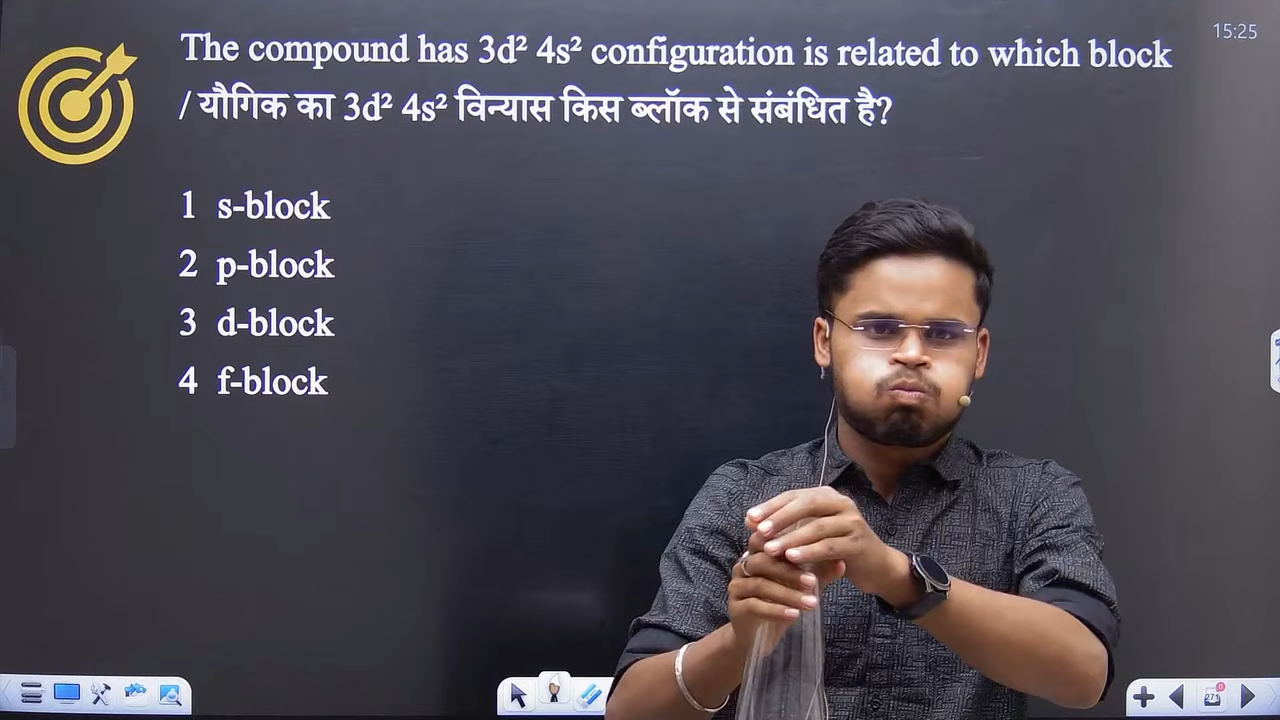 15:25
The compound has 3d² 4s² configuration is related to which block
/ यौगिक का 3d² 4s² विन्यास किस ब्लॉक से संबंधित है?
1 s-block
2 p-block
3 d-block
4 f-block
271